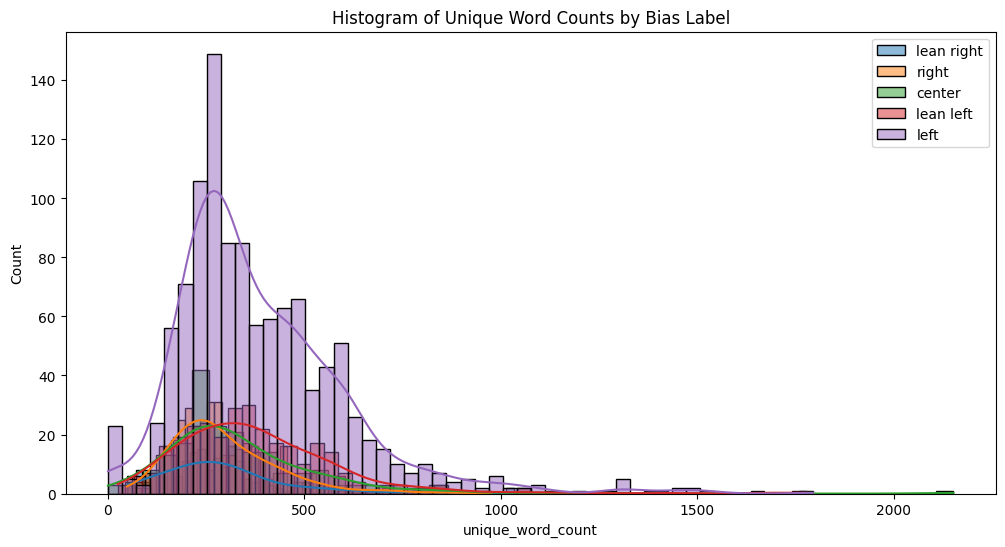 Histogram of Unique Word Counts by Bias Label
lean right
right
center
lean left
left
Count
140
120
100
80
60
40
20
0
0 500 1000 1500 2000
unique_word_count